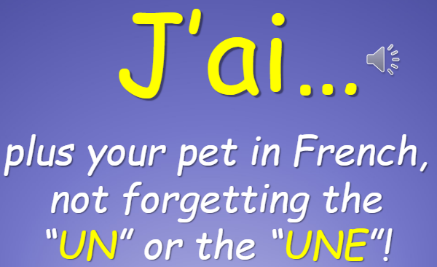 J'ai...
plus your pet in French,
not forgetting the
"UN" or the "UNE"!